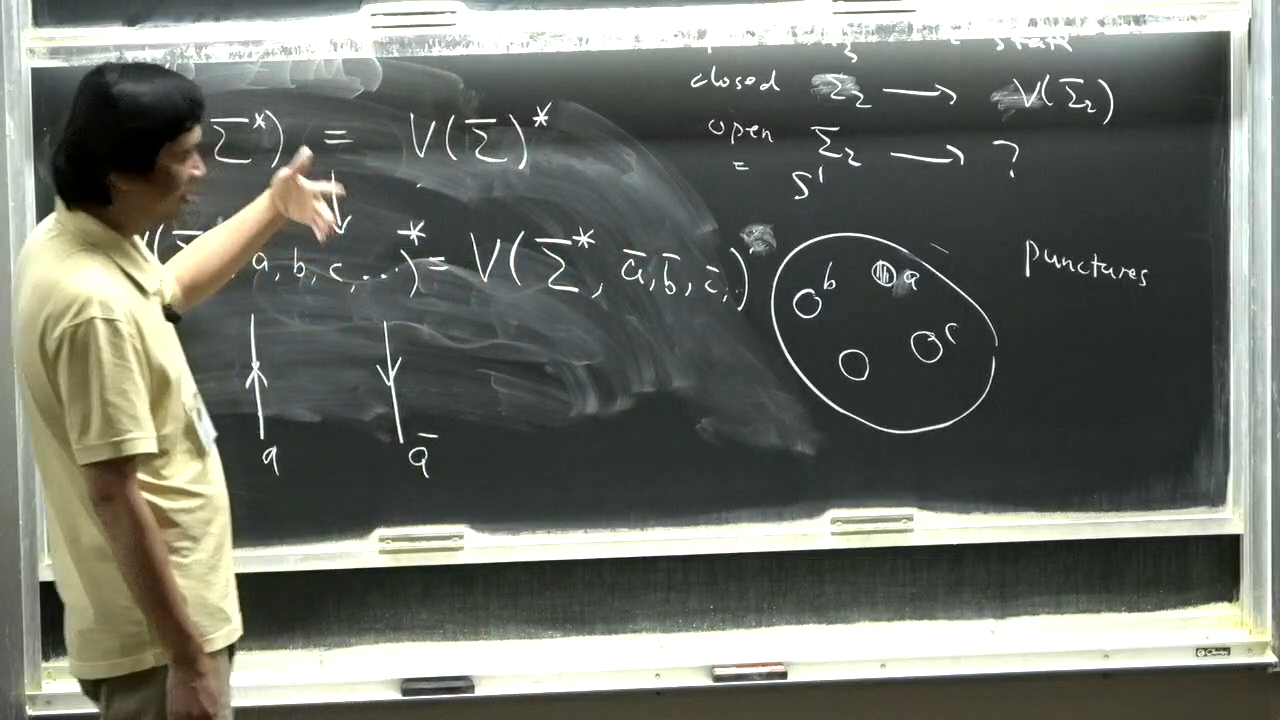 Σ*) = V(Σ)*
↓
V(Σ, a, b, c, ...)* = V(Σ*, ā, b̄, c̄, )
a
ā
closed Σ₂ → V(Σ₂)
open Σ₂ → ?
=
S¹
b
a
c
Punctures